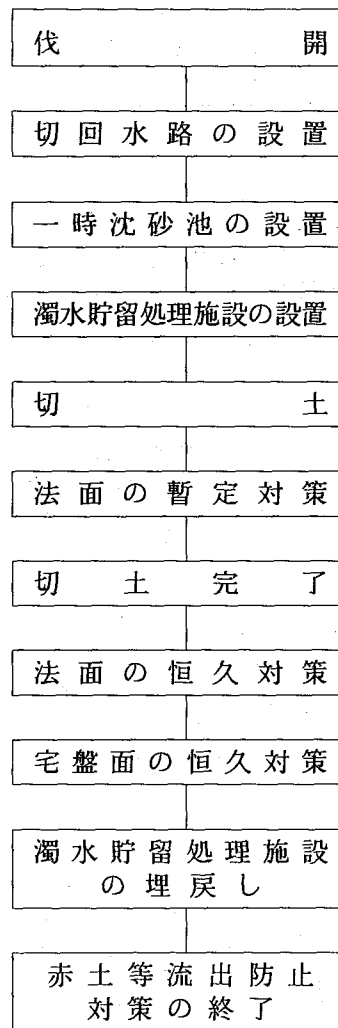 伐開
切回水路の設置
一時沈砂池の設置
濁水貯留処理施設の設置
切土
法面の暫定対策
切土完了
法面の恒久対策
宅盤面の恒久対策
濁水貯留処理施設
の埋戻し
赤土等流出防止
対策の終了